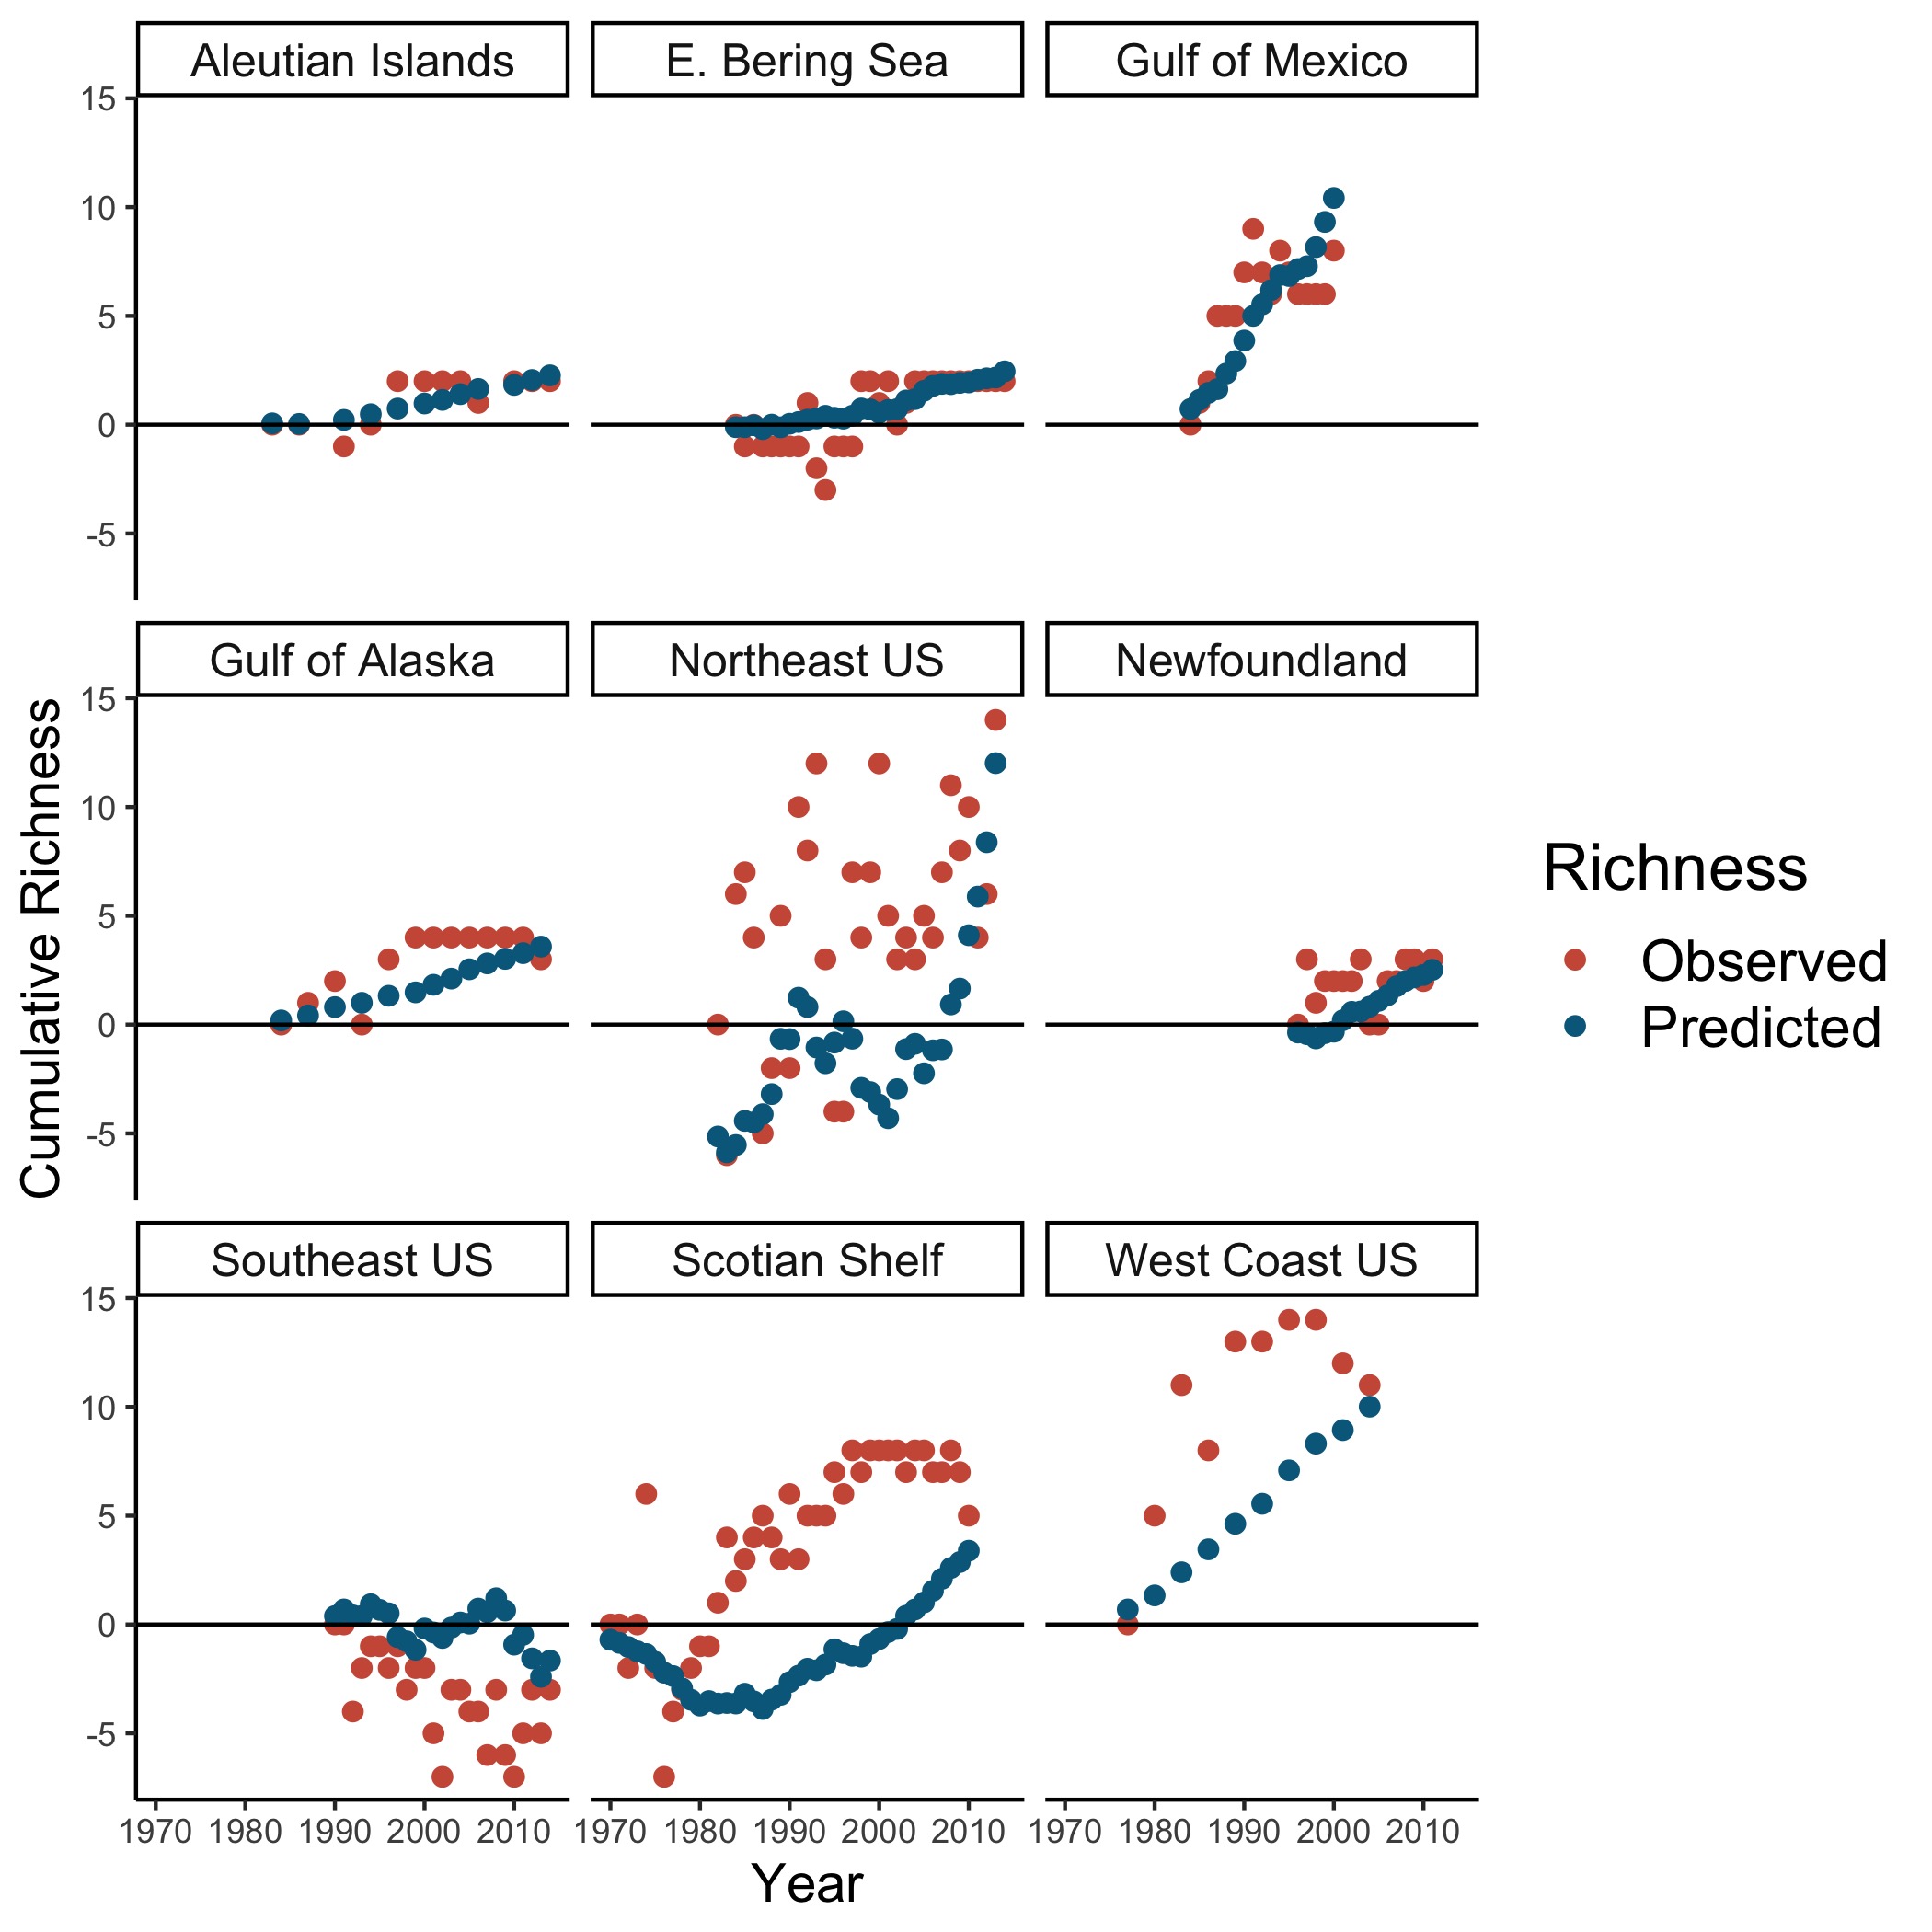 Aleutian Islands E. Bering Sea Gulf of Mexico
15
10
5
0
-5
Gulf of Alaska Northeast US Newfoundland
15
10
5
0
-5
Southeast US Scotian Shelf West Coast US
15
10
5
0
-5
1970 1980 1990 2000 2010 1970 1980 1990 2000 2010 1970 1980 1990 2000 2010
Year
Cumulative Richness
Richness
Observed
Predicted